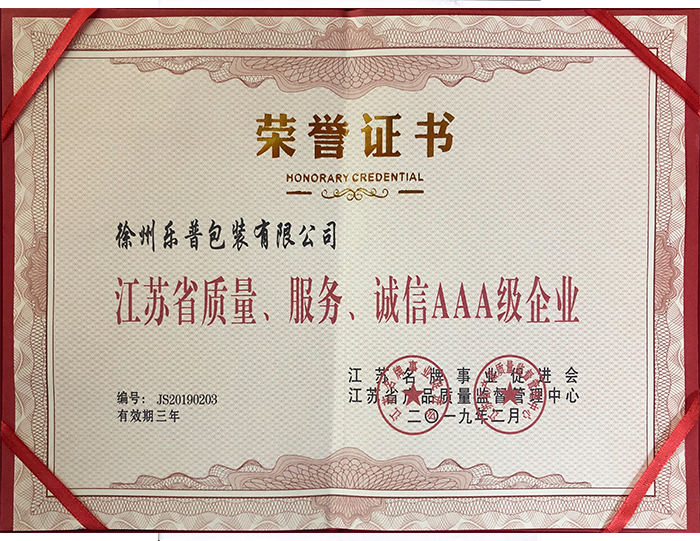 荣誉证书
HONORARY CREDENTIAL
徐州乐普包装有限公司
江苏省质量、服务、诚信AAA级企业
江苏名牌事业促进会
江苏省产品质量监督管理中心
二〇一九年二月
编号：JS20190203
有效期三年